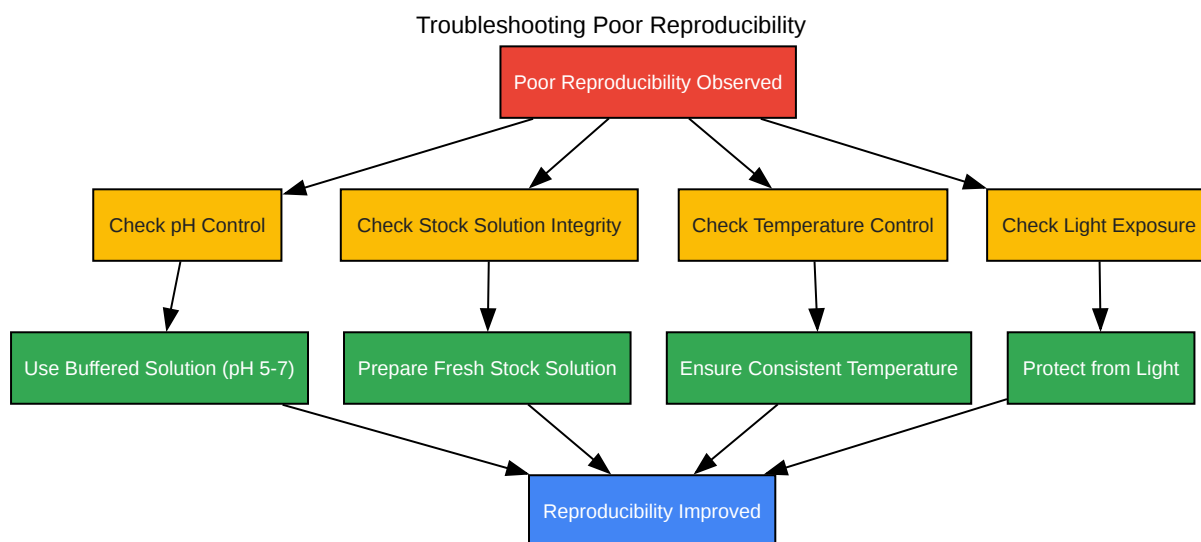 Troubleshooting Poor Reproducibility
Poor Reproducibility Observed
Check pH Control
Check Stock Solution Integrity
Check Temperature Control
Check Light Exposure
Use Buffered Solution (pH 5-7)
Prepare Fresh Stock Solution
Ensure Consistent Temperature
Protect from Light
Reproducibility Improved